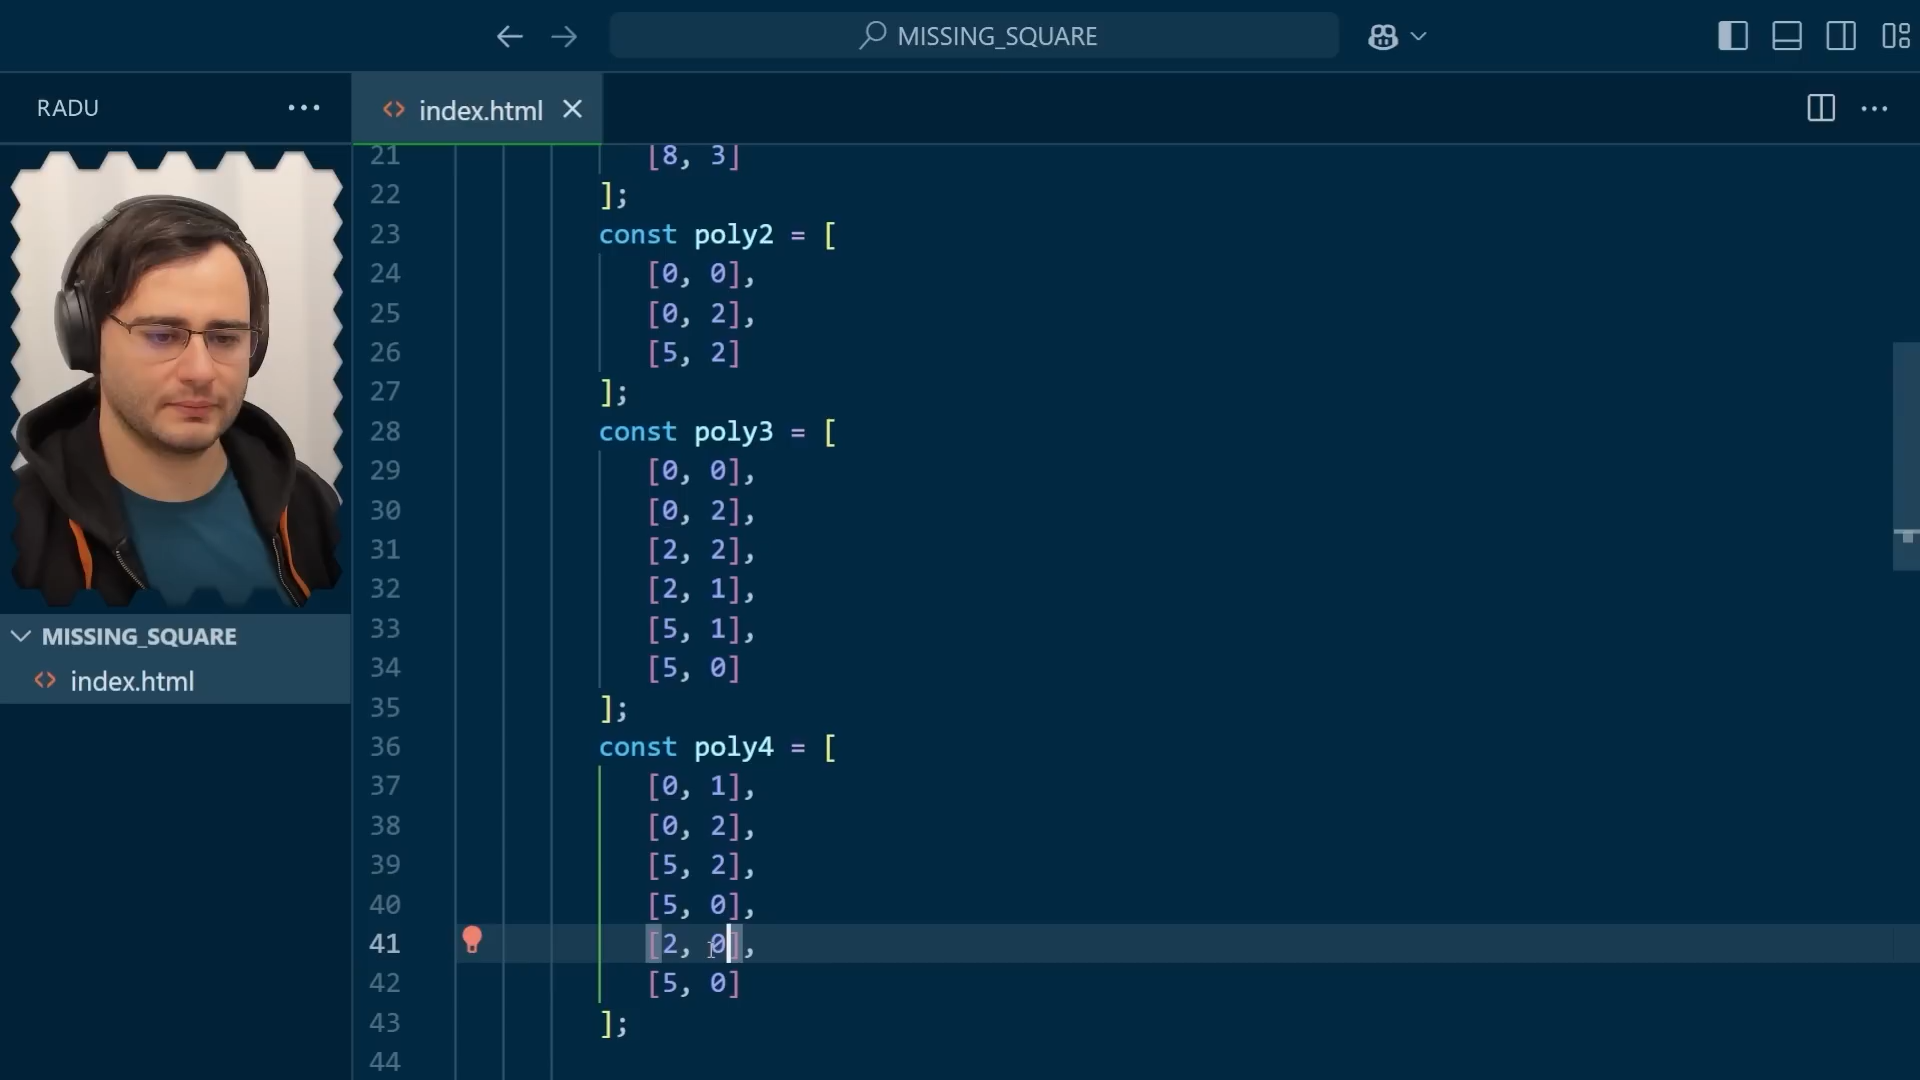 MISSING_SQUARE
RADU
index.html
21 [8, 3]
22 ];
23 const poly2 = [
24 [0, 0],
25 [0, 2],
26 [5, 2]
27 ];
28 const poly3 = [
29 [0, 0],
30 [0, 2],
31 [2, 2],
32 [2, 1],
33 [5, 1],
34 [5, 0]
35 ];
36 const poly4 = [
37 [0, 1],
38 [0, 2],
39 [5, 2],
40 [5, 0],
41 [2, 0],
42 [5, 0]
43 ];
44
MISSING_SQUARE
index.html